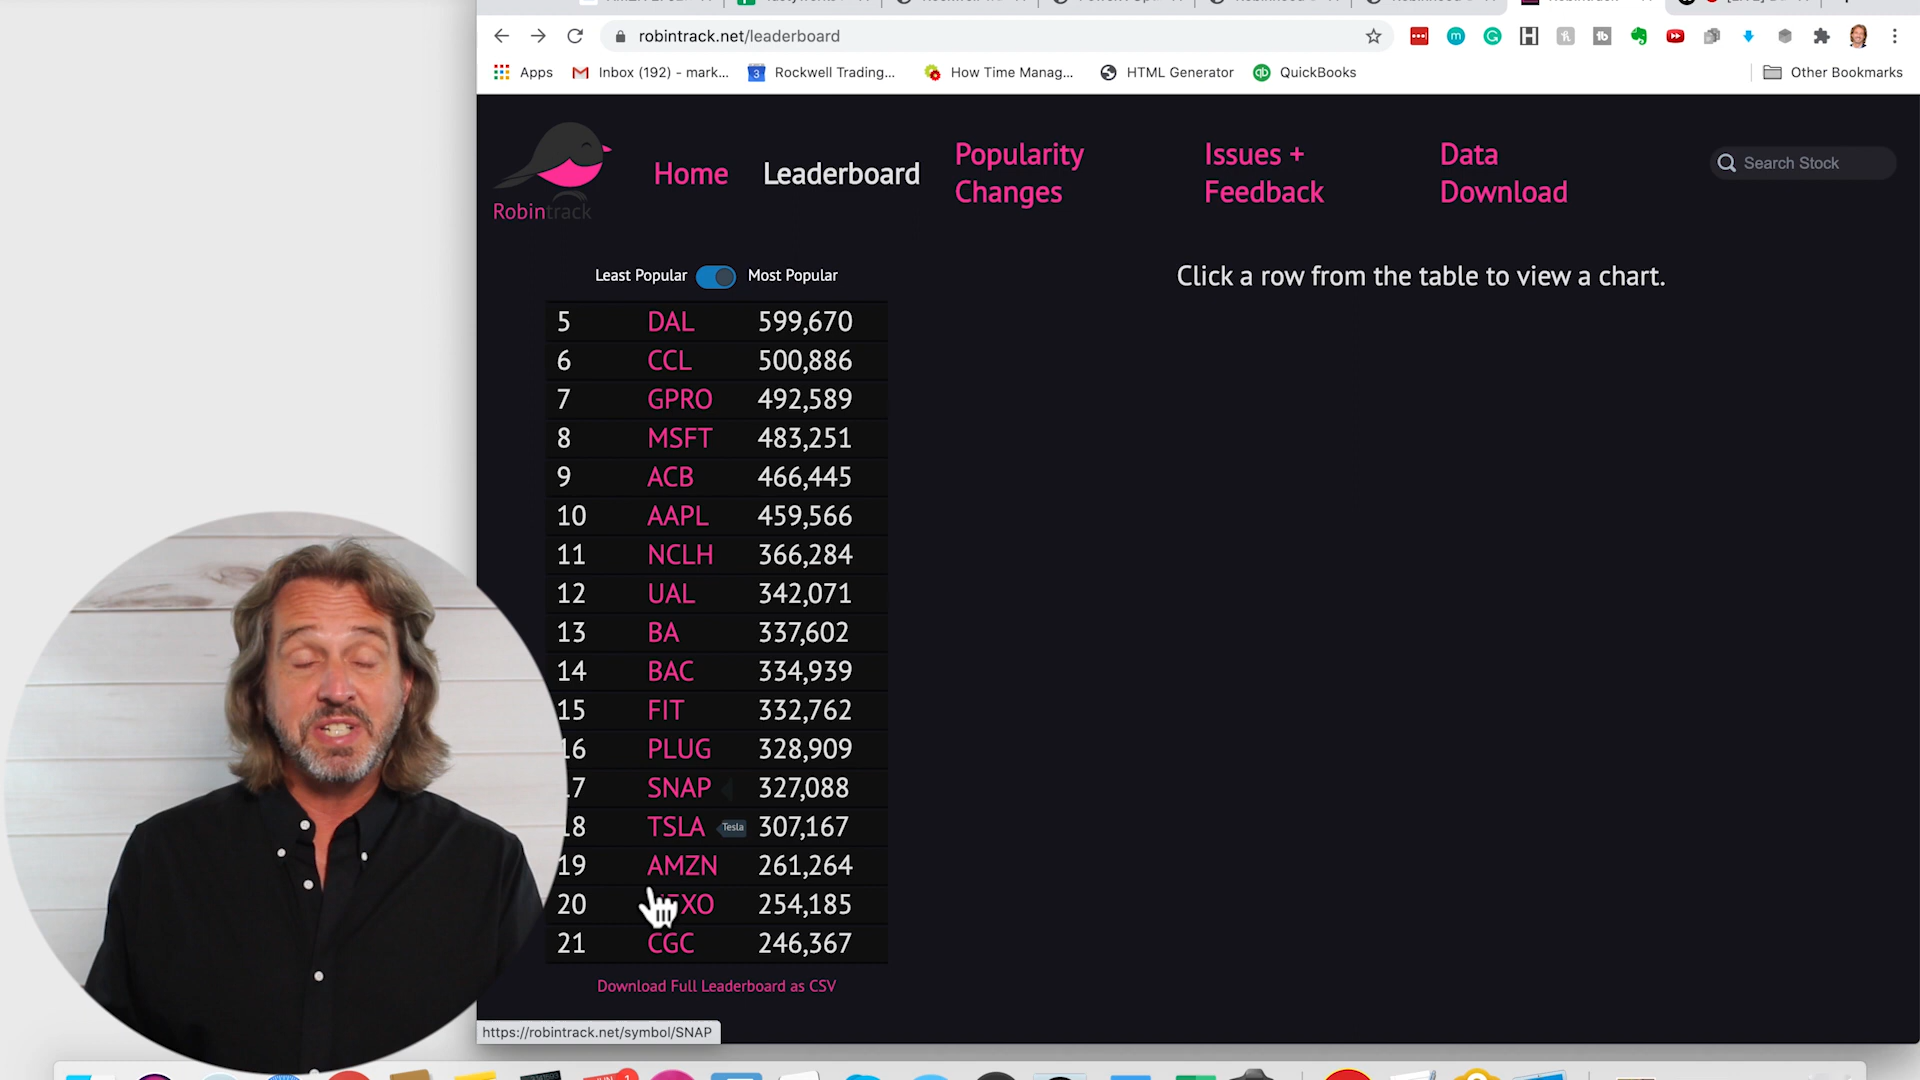 robintrack.net/leaderboard
Apps Inbox (192) - mark... Rockwell Trading... How Time Manag... HTML Generator QuickBooks Other Bookmarks
Robintrack
Home Leaderboard
Popularity
Changes
Issues +
Feedback
Data
Download
Search Stock
Least Popular Most Popular
Click a row from the table to view a chart.
5 DAL 599,670
6 CCL 500,886
7 GPRO 492,589
8 MSFT 483,251
9 ACB 466,445
10 AAPL 459,566
11 NCLH 366,284
12 UAL 342,071
13 BA 337,602
14 BAC 334,939
15 FIT 332,762
16 PLUG 328,909
17 SNAP 327,088
18 TSLA Tesla 307,167
19 AMZN 261,264
20 254,185
21 CGC 246,367
Download Full Leaderboard as CSV
https://robintrack.net/symbol/SNAP